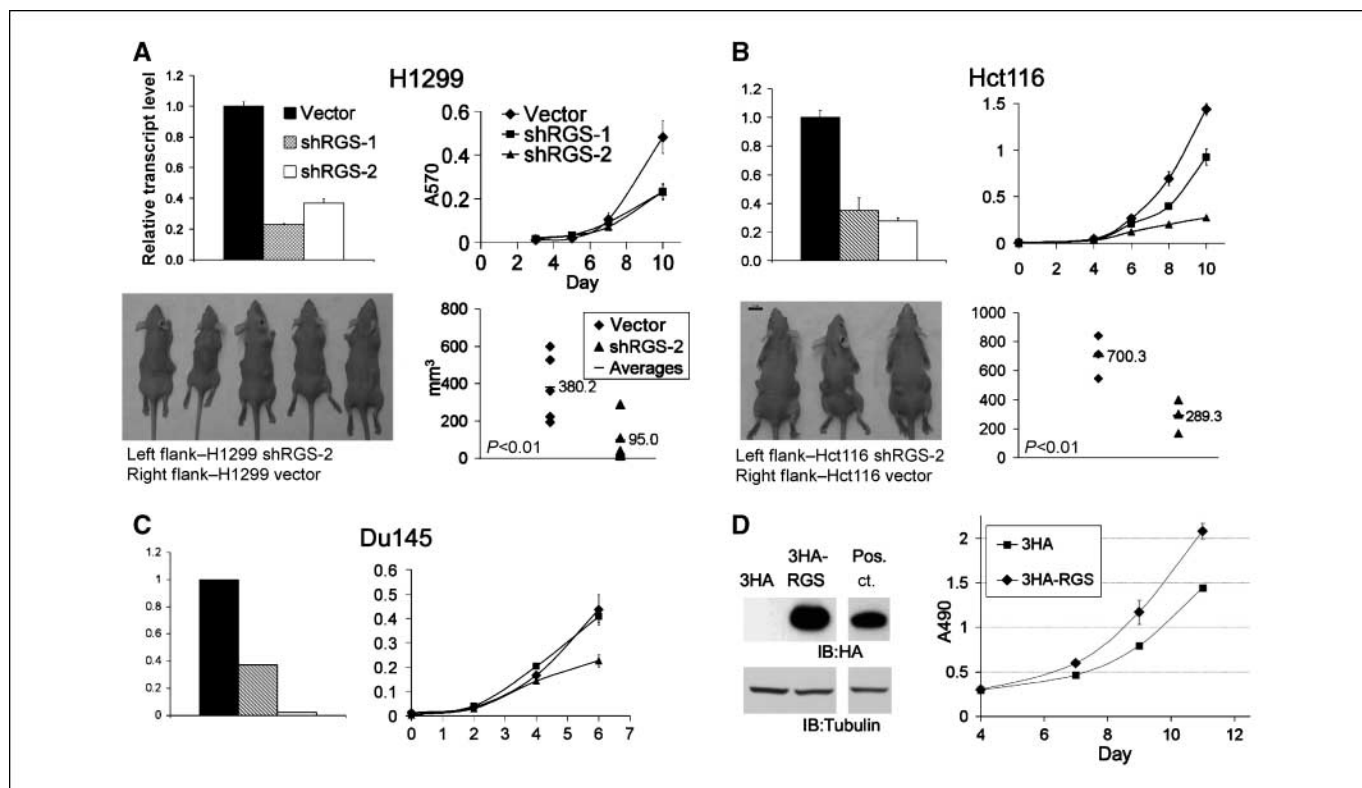 A
H1299
Relative transcript level
1.2
1.0
0.8
0.6
0.4
0.2
0.0
Vector
shRGS-1
shRGS-2
A570
0.6
0.4
0.2
0
Vector
shRGS-1
shRGS-2
0 2 4 6 8 10
Day
Left flank–H1299 shRGS-2
Right flank–H1299 vector
mm3
800
600
400
200
0
Vector
shRGS-2
Averages
380.2
95.0
P<0.01
B
Hct116
1.2
1.0
0.8
0.6
0.4
0.2
0.0
1.5
1
0.5
0
0 2 4 6 8 10
Left flank–Hct116 shRGS-2
Right flank–Hct116 vector
1000
800
600
400
200
0
700.3
289.3
P<0.01
C
Du145
1.2
1
0.8
0.6
0.4
0.2
0
0.6
0.5
0.4
0.3
0.2
0.1
0
0 1 2 3 4 5 6 7
D
3HA
3HA-
RGS
Pos.
ct.
IB:HA
IB:Tubulin
A490
2
1.5
1
0.5
0
3HA
3HA-RGS
4 6 8 10 12
Day